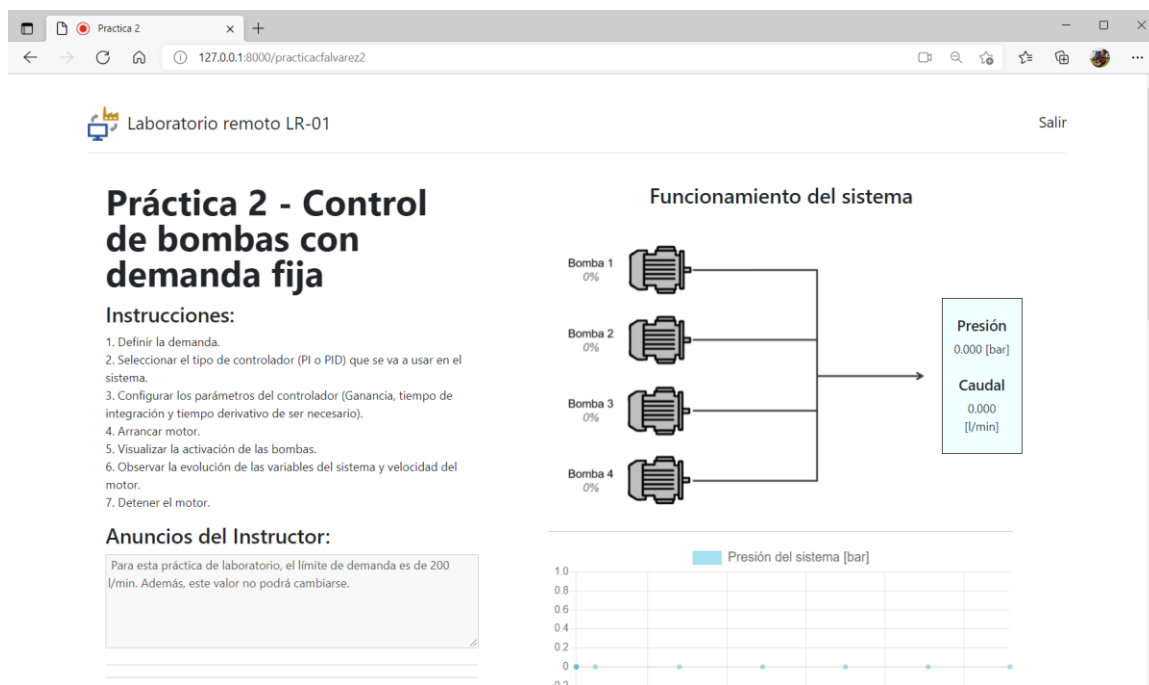 Practica 2
127.0.0.1:8000/practicacfalvarez2
Laboratorio remoto LR-01
Salir
Práctica 2 - Control
de bombas con
demanda fija
Instrucciones:
1. Definir la demanda.
2. Seleccionar el tipo de controlador (PI o PID) que se va a usar en el
sistema.
3. Configurar los parámetros del controlador (Ganancia, tiempo de
integración y tiempo derivativo de ser necesario).
4. Arrancar motor.
5. Visualizar la activación de las bombas.
6. Observar la evolución de las variables del sistema y velocidad del
motor.
7. Detener el motor.
Anuncios del Instructor:
Para esta práctica de laboratorio, el límite de demanda es de 200
l/min. Además, este valor no podrá cambiarse.
Funcionamiento del sistema
Bomba 1
0%
Bomba 2
0%
Bomba 3
0%
Bomba 4
0%
Presión
0.000 [bar]
Caudal
0.000
[l/min]
Presión del sistema [bar]
1.0
0.8
0.6
0.4
0.2
0